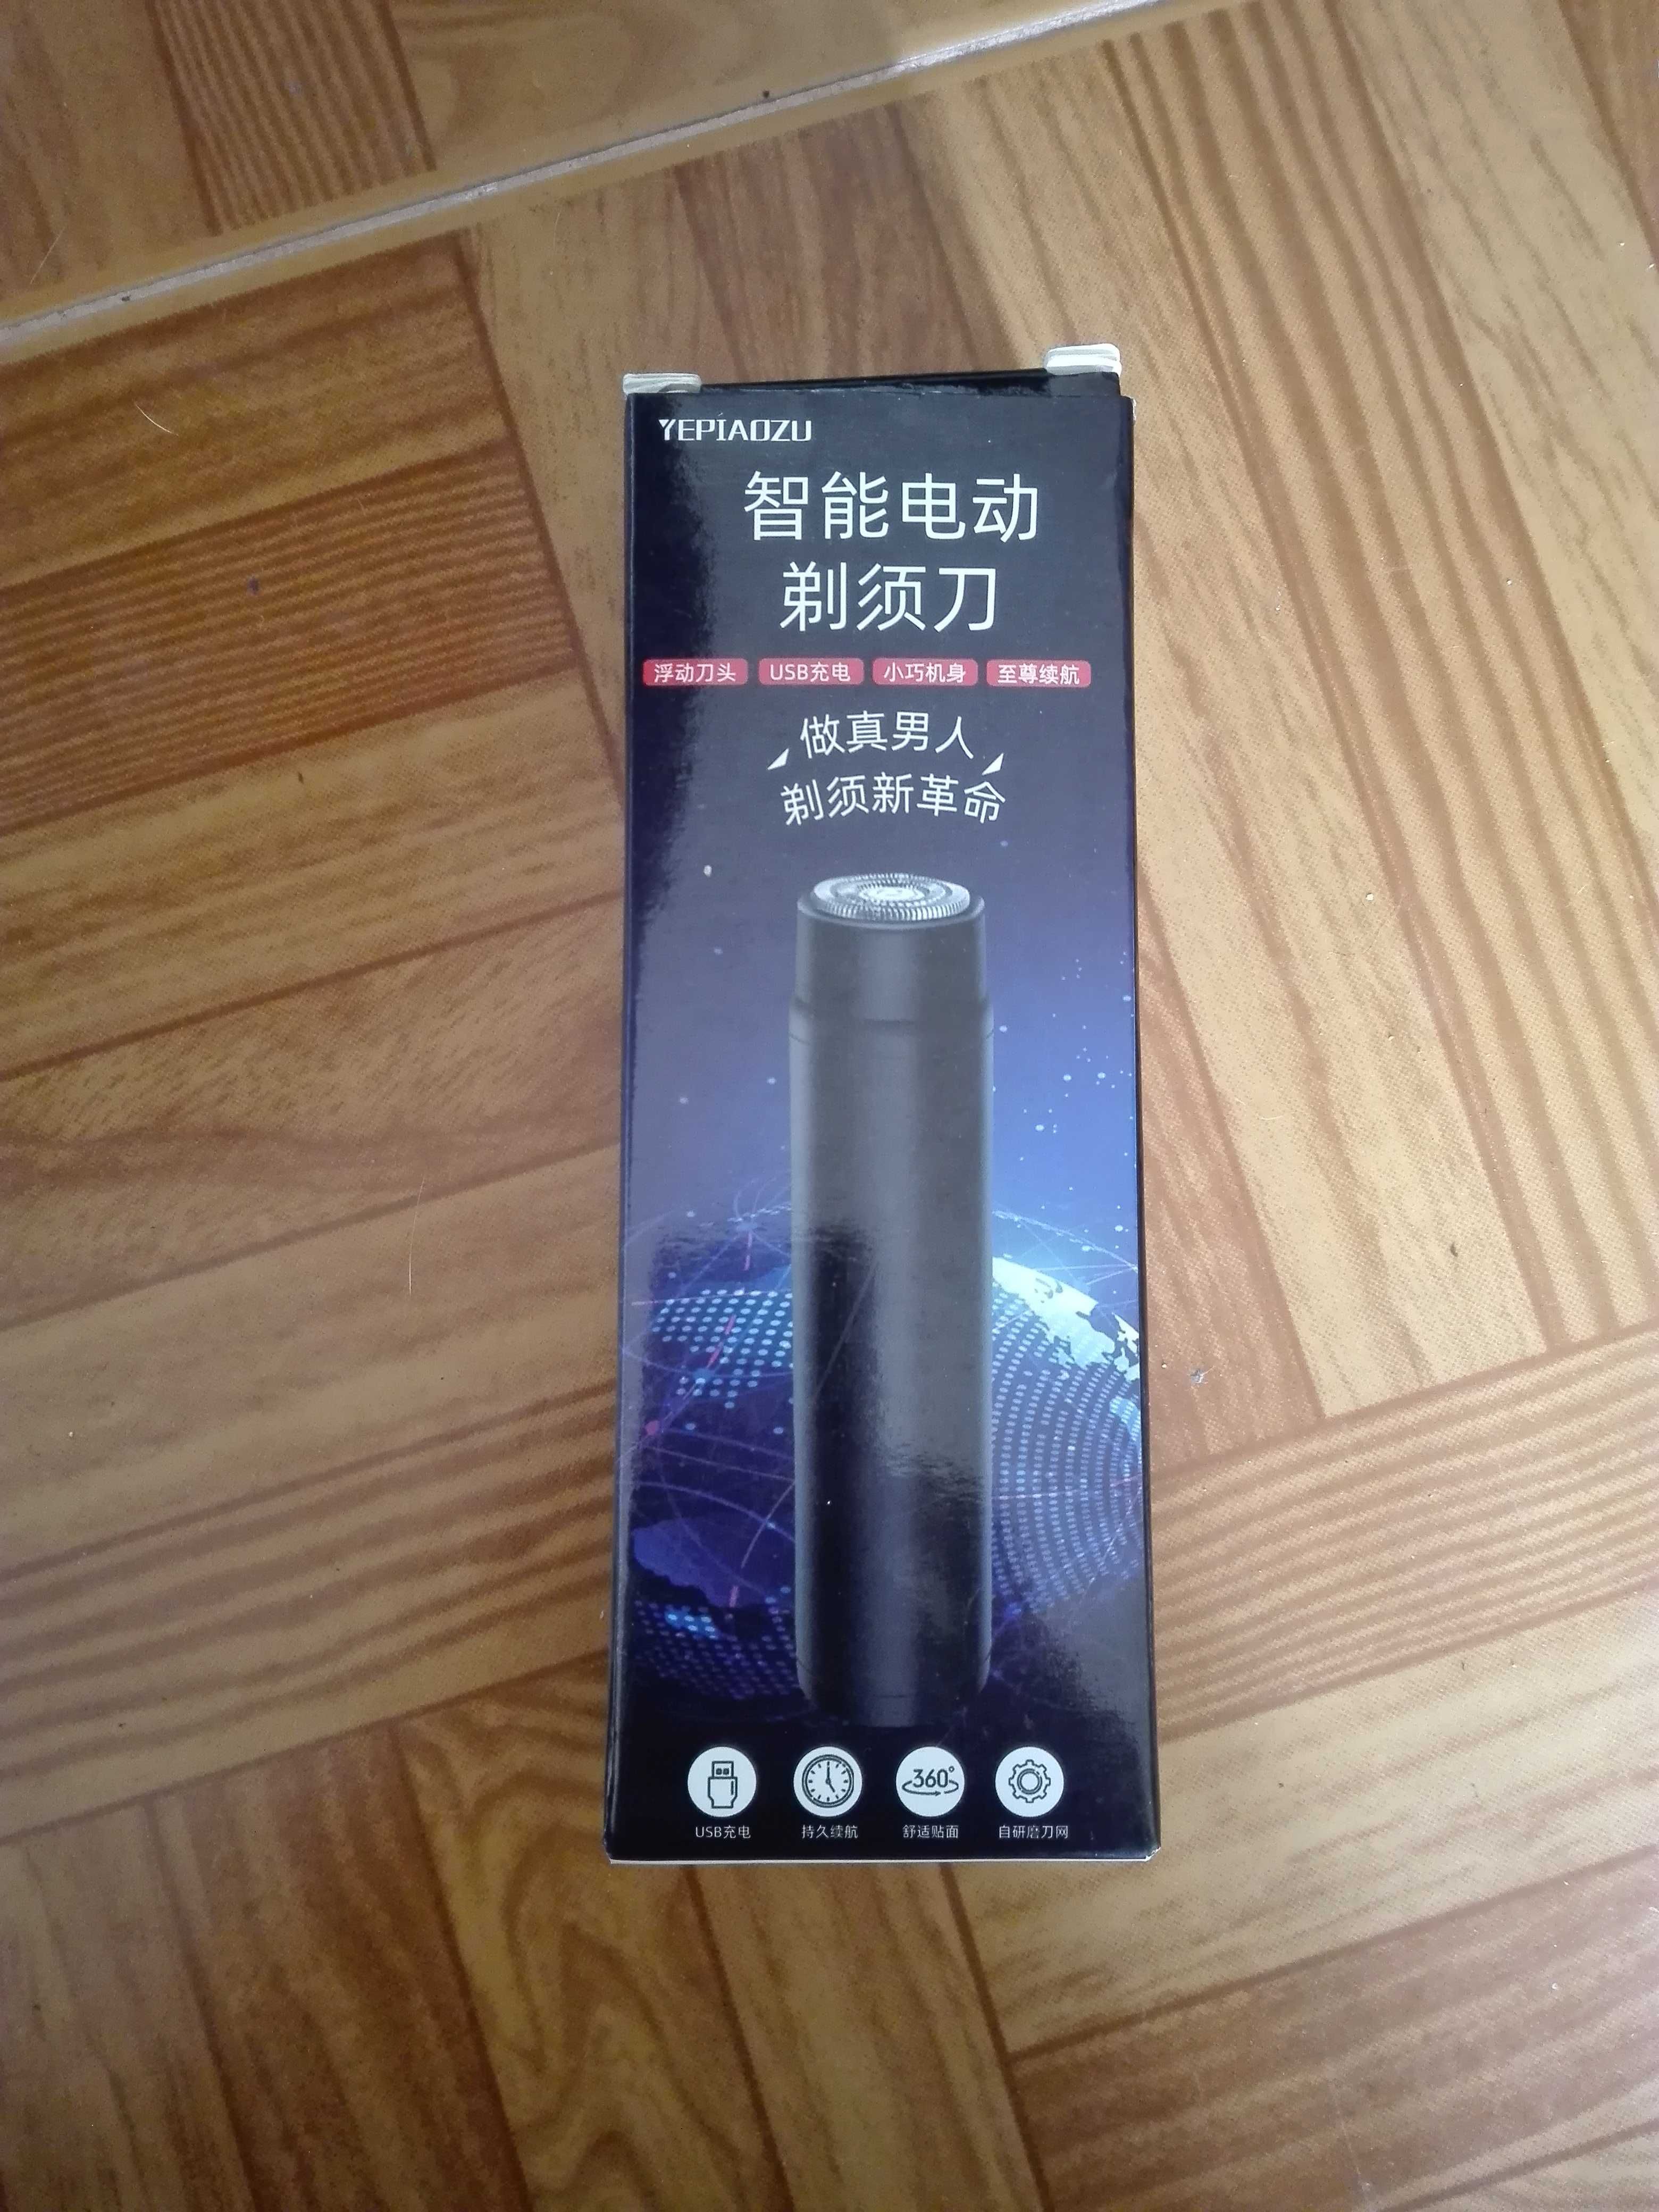 YEPIAOZU
智能电动
剃须刀
浮动刀头 USB充电 小巧机身 至尊续航
做真男人
剃须新革命
360°
USB充电 持久续航 舒适贴面 自研磨刀网